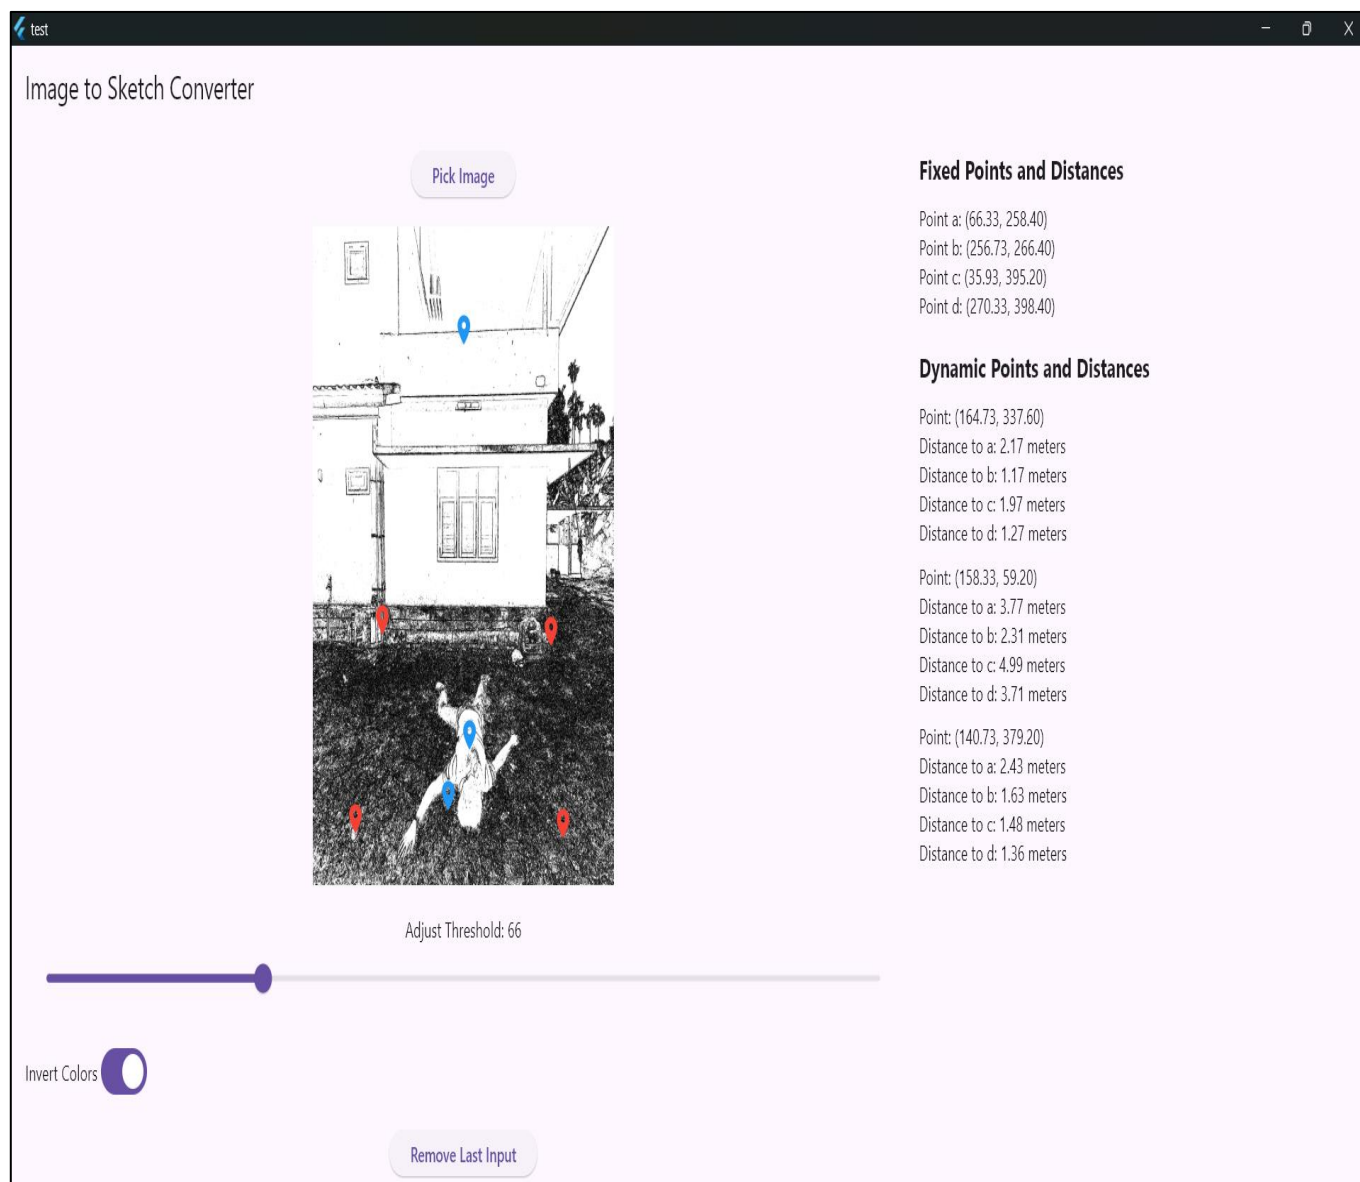 test
Image to Sketch Converter
Pick Image
Adjust Threshold: 66
Invert Colors
Remove Last Input
Fixed Points and Distances
Point a: (66.33, 258.40)
Point b: (256.73, 266.40)
Point c: (35.93, 395.20)
Point d: (270.33, 398.40)
Dynamic Points and Distances
Point: (164.73, 337.60)
Distance to a: 2.17 meters
Distance to b: 1.17 meters
Distance to c: 1.97 meters
Distance to d: 1.27 meters
Point: (158.33, 59.20)
Distance to a: 3.77 meters
Distance to b: 2.31 meters
Distance to c: 4.99 meters
Distance to d: 3.71 meters
Point: (140.73, 379.20)
Distance to a: 2.43 meters
Distance to b: 1.63 meters
Distance to c: 1.48 meters
Distance to d: 1.36 meters